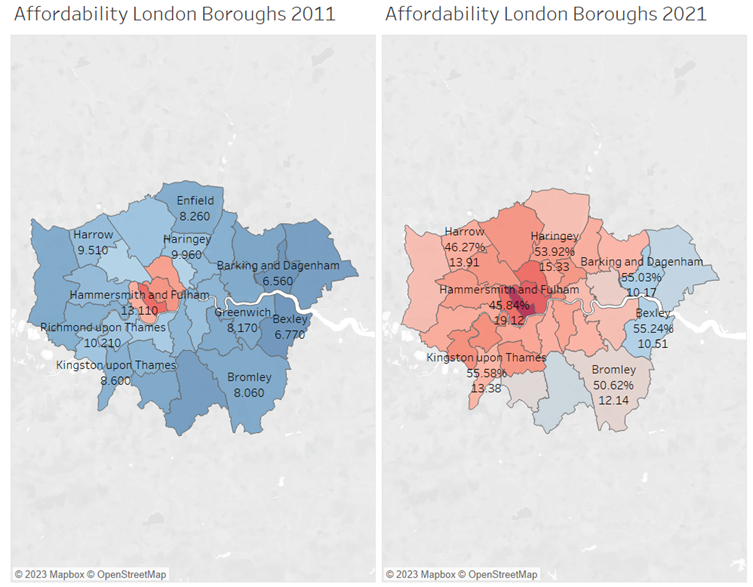 Affordability London Boroughs 2011
Enfield
8.260
Harrow
9.510
Haringey
9.960
Barking and Dagenham
6.560
Hammersmith and Fulham
13.110
Greenwich
8.170
Bexley
6.770
Richmond upon Thames
10.210
Kingston upon Thames
8.600
Bromley
8.060
© 2023 Mapbox © OpenStreetMap
Affordability London Boroughs 2021
Harrow
46.27%
13.91
Haringey
53.92%
15.33
Barking and Dagenham
55.03%
10.17
Hammersmith and Fulham
45.84%
19.12
Bexley
55.24%
10.51
Kingston upon Thames
55.58%
13.38
Bromley
50.62%
12.14
© 2023 Mapbox © OpenStreetMap